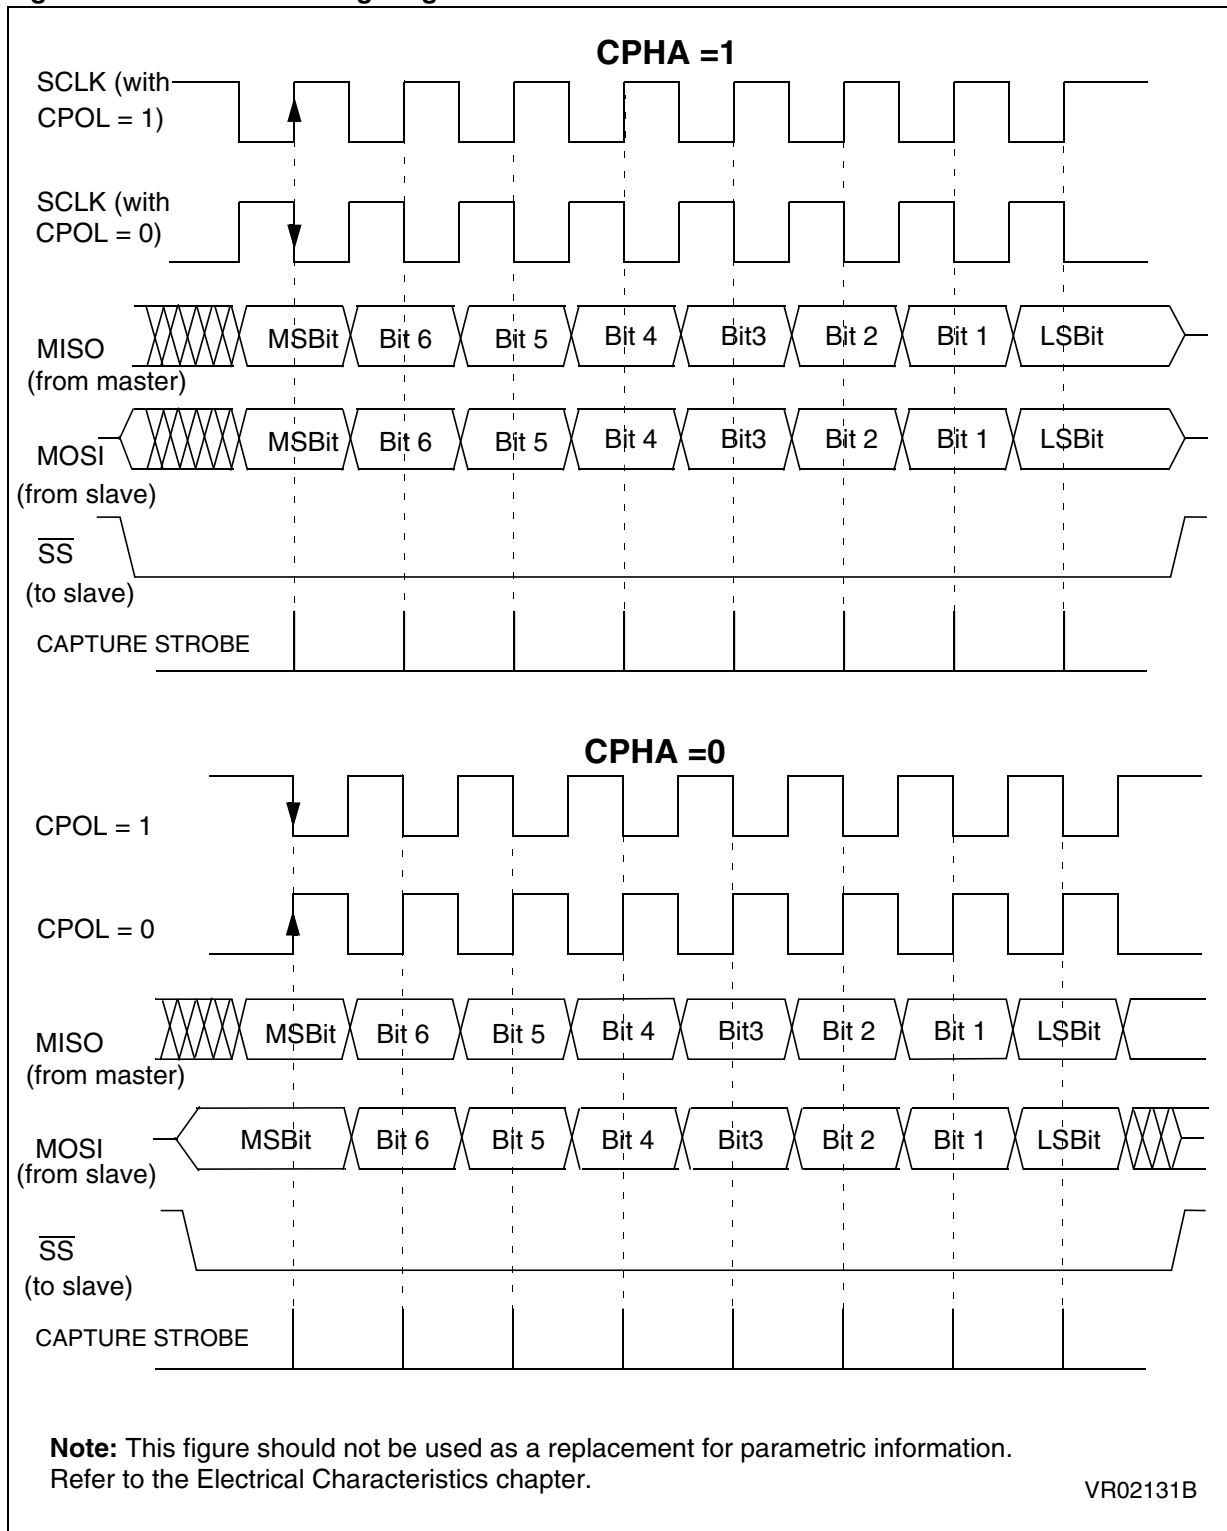 CPHA =1
SCLK (with
CPOL = 1)
SCLK (with
CPOL = 0)
MSBit Bit 6 Bit 5 Bit 4 Bit3 Bit 2 Bit 1 LSBit
MISO
(from master)
MSBit Bit 6 Bit 5 Bit 4 Bit3 Bit 2 Bit 1 LSBit
MOSI
(from slave)
SS
(to slave)
CAPTURE STROBE
CPHA =0
CPOL = 1
CPOL = 0
MSBit Bit 6 Bit 5 Bit 4 Bit3 Bit 2 Bit 1 LSBit
MISO
(from master)
MSBit Bit 6 Bit 5 Bit 4 Bit3 Bit 2 Bit 1 LSBit
MOSI
(from slave)
SS
(to slave)
CAPTURE STROBE
Note: This figure should not be used as a replacement for parametric information.
Refer to the Electrical Characteristics chapter.
VR02131B